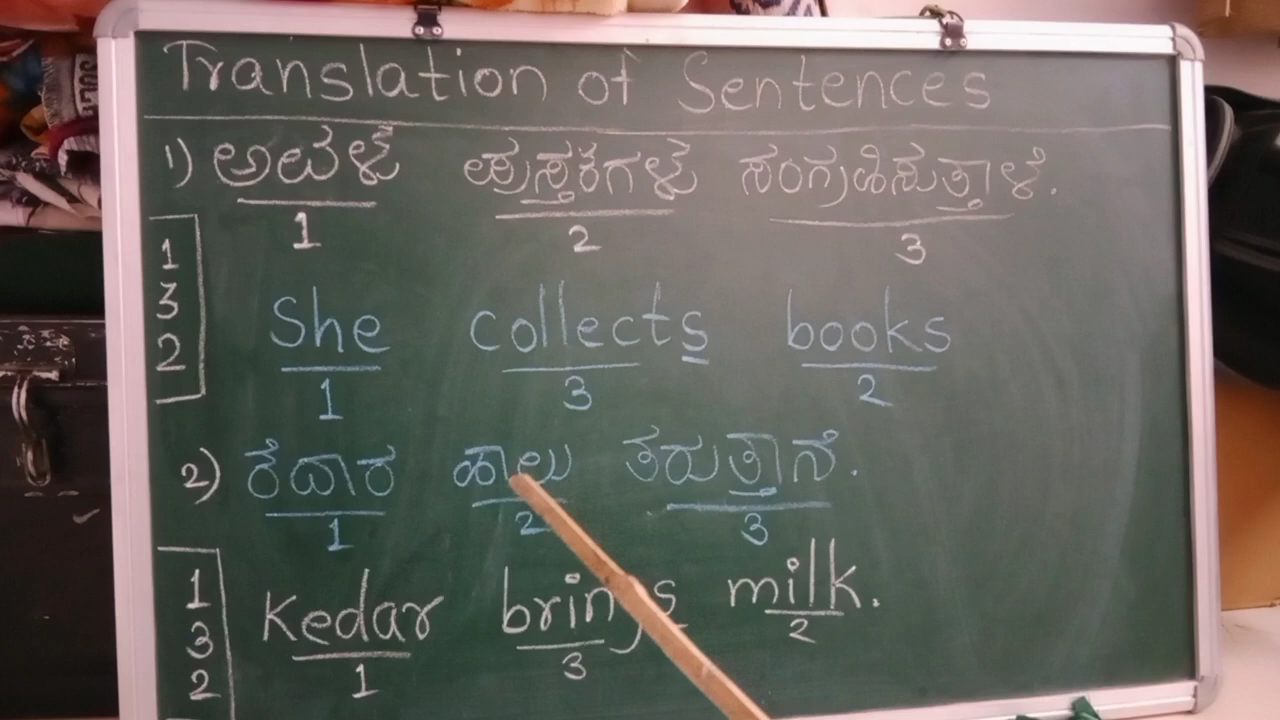 Translation of Sentences
1) ಅವಳು ಪುಸ್ತಕಗಳು ಸಂಗ್ರಹಿಸುತ್ತಾಳೆ.
1 2 3
1
3
2
She collects books
1 3 2
2) ಕೆದಾರ ಹಾಲು ತರುತ್ತಾನೆ.
1 2 3
1
3
2
Kedar brings milk.
1 3 2